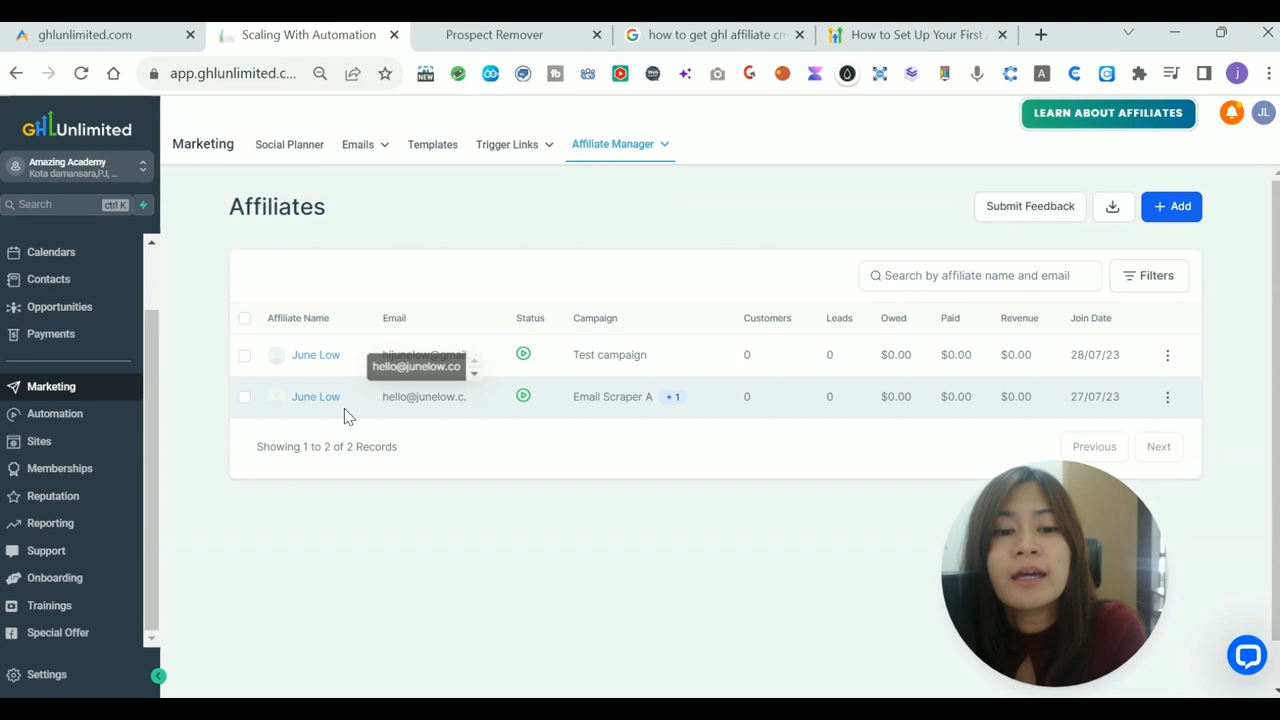 ghlunlimited.com
Scaling With Automation
Prospect Remover
how to get ghl affiliate cm
How to Set Up Your First A
app.ghlunlimited.c...
GHLUnlimited
LEARN ABOUT AFFILIATES
JL
Amazing Academy
Kota damansara,PJ, ...
Search
ctrl K
Marketing
Social Planner
Emails
Templates
Trigger Links
Affiliate Manager
Calendars
Contacts
Opportunities
Payments
Marketing
Automation
Sites
Memberships
Reputation
Reporting
Support
Onboarding
Trainings
Special Offer
Settings
Affiliates
Submit Feedback
+ Add
Search by affiliate name and email
Filters
Affiliate Name
Email
Status
Campaign
Customers
Leads
Owed
Paid
Revenue
Join Date
June Low
hijunelow@gmail
Test campaign
0
0
$0.00
$0.00
$0.00
28/07/23
hello@junelow.co
June Low
hello@junelow.c.
Email Scraper A
+ 1
0
0
$0.00
$0.00
$0.00
27/07/23
Showing 1 to 2 of 2 Records
Previous
Next